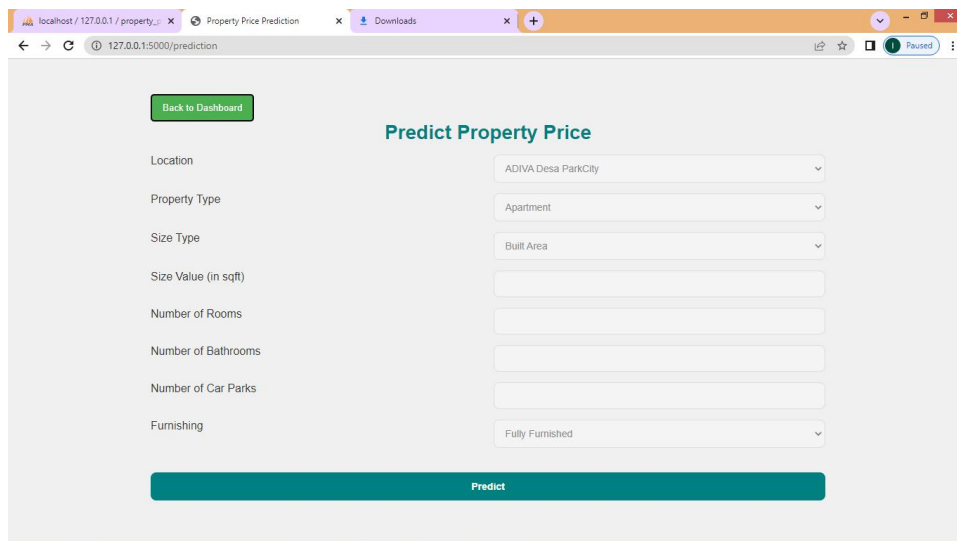 localhost / 127.0.0.1 / property_p
Property Price Prediction
Downloads
127.0.0.1:5000/prediction
I
Paused
Back to Dashboard
Predict Property Price
Location
ADIVA Desa ParkCity
Property Type
Apartment
Size Type
Built Area
Size Value (in sqft)
Number of Rooms
Number of Bathrooms
Number of Car Parks
Furnishing
Fully Furnished
Predict